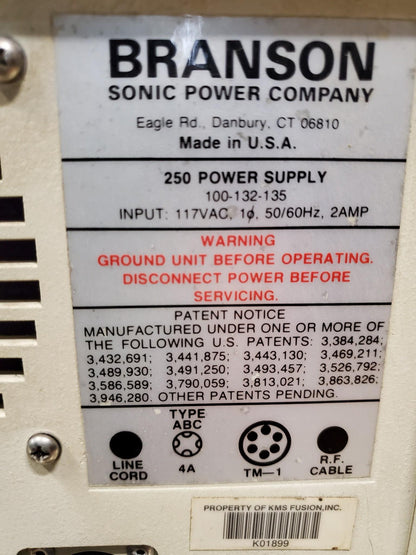 BRANSON
SONIC POWER COMPANY
Eagle Rd., Danbury, CT 06810
Made in U.S.A.
250 POWER SUPPLY
100-132-135
INPUT: 117VAC, 1ø, 50/60Hz, 2AMP
WARNING
GROUND UNIT BEFORE OPERATING.
DISCONNECT POWER BEFORE
SERVICING.
PATENT NOTICE
MANUFACTURED UNDER ONE OR MORE OF
THE FOLLOWING U.S. PATENTS: 3,384,284;
3,432,691; 3,441,875; 3,443,130; 3,469,211;
3,489,930; 3,491,250; 3,493,457; 3,526,792;
3,586,589; 3,790,059; 3,813,021; 3,863,826;
3,946,280. OTHER PATENTS PENDING.
TYPE
ABC
LINE
CORD
4A
TM-1
R.F.
CABLE
PROPERTY OF KMS FUSION, INC.
K01899